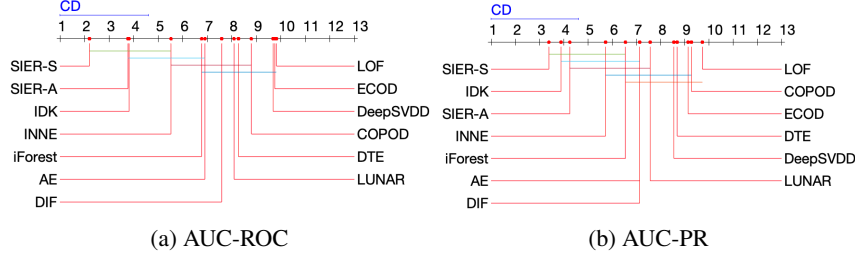 CD
1 2 3 4 5 6 7 8 9 10 11 12 13
SIER-S LOF
SIER-A ECOD
IDK DeepSVDD
INNE COPOD
iForest DTE
AE LUNAR
DIF
(a) AUC-ROC
CD
1 2 3 4 5 6 7 8 9 10 11 12 13
SIER-S LOF
IDK COPOD
SIER-A ECOD
INNE DTE
iForest DeepSVDD
AE LUNAR
DIF
(b) AUC-PR